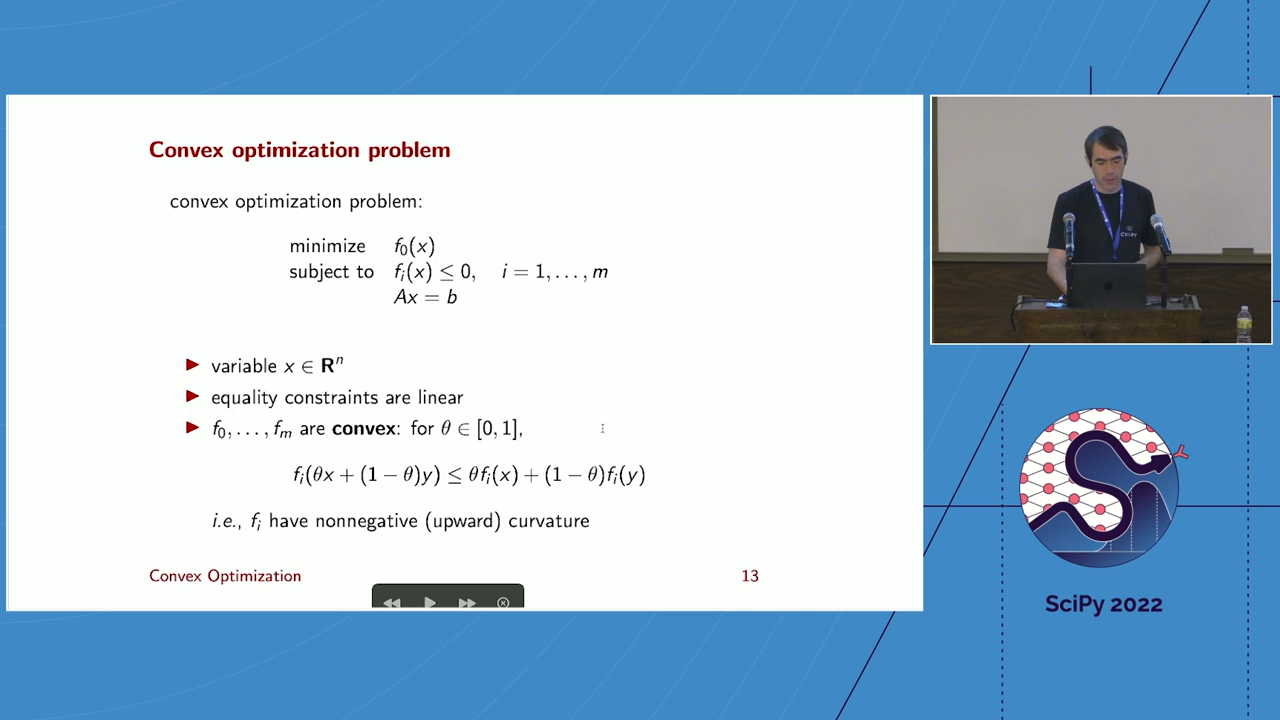 Convex optimization problem
convex optimization problem:
minimize f₀(x)
subject to fᵢ(x) ≤ 0, i = 1, . . . , m
Ax = b
variable x ∈ Rⁿ
equality constraints are linear
f₀, . . . , fₘ are convex: for θ ∈ [0, 1],
fᵢ(θx + (1 − θ)y) ≤ θfᵢ(x) + (1 − θ)fᵢ(y)
i.e., fᵢ have nonnegative (upward) curvature
Convex Optimization 13
CVXPY
SciPy 2022